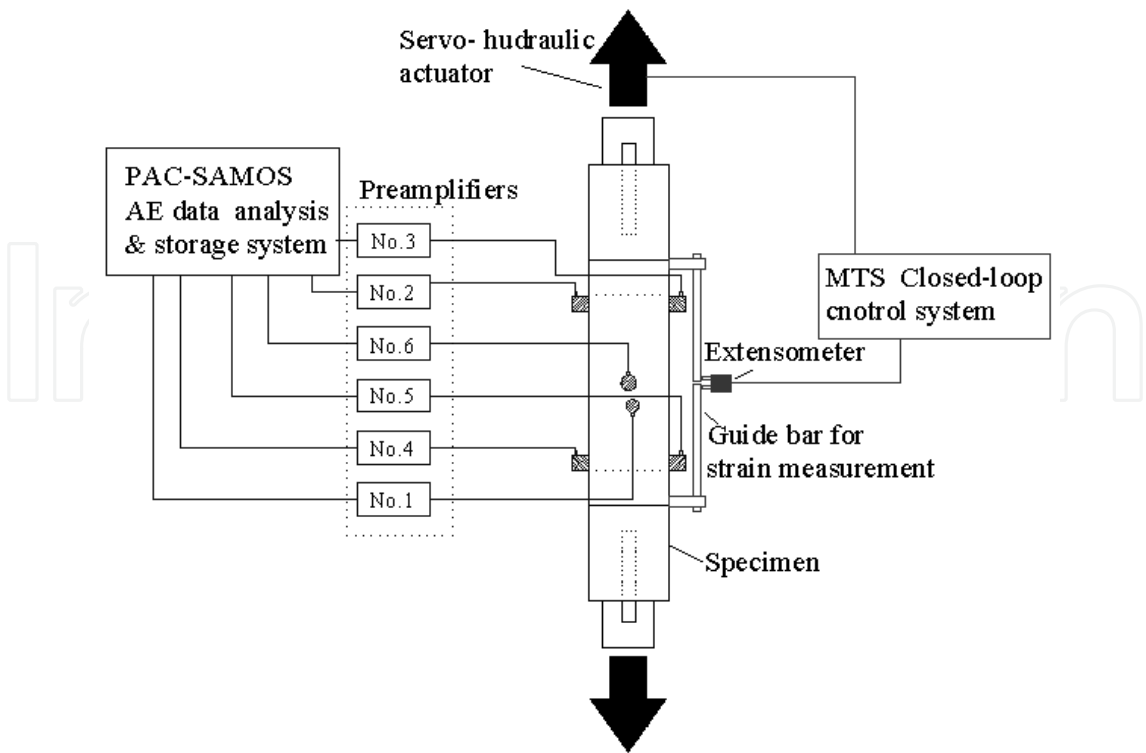 Servo- hudraulic
actuator
PAC-SAMOS
AE data analysis
& storage system
Preamplifiers
No.3
No.2
No.6
No.5
No.4
No.1
MTS Closed-loop
cnotrol system
Extensometer
Guide bar for
strain measurement
Specimen